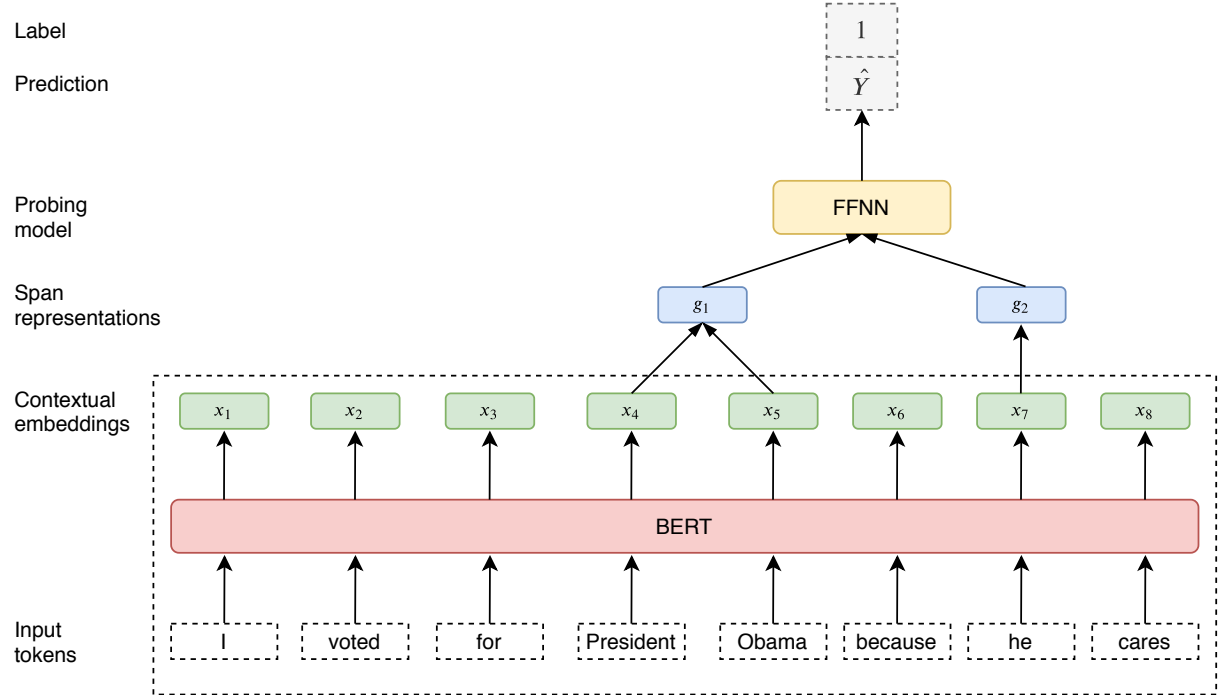 Label 1
Prediction Ŷ
Probing
model
FFNN
Span
representations
g₁ g₂
Contextual
embeddings
x₁ x₂ x₃ x₄ x₅ x₆ x₇ x₈
BERT
Input
tokens
I voted for President Obama because he cares